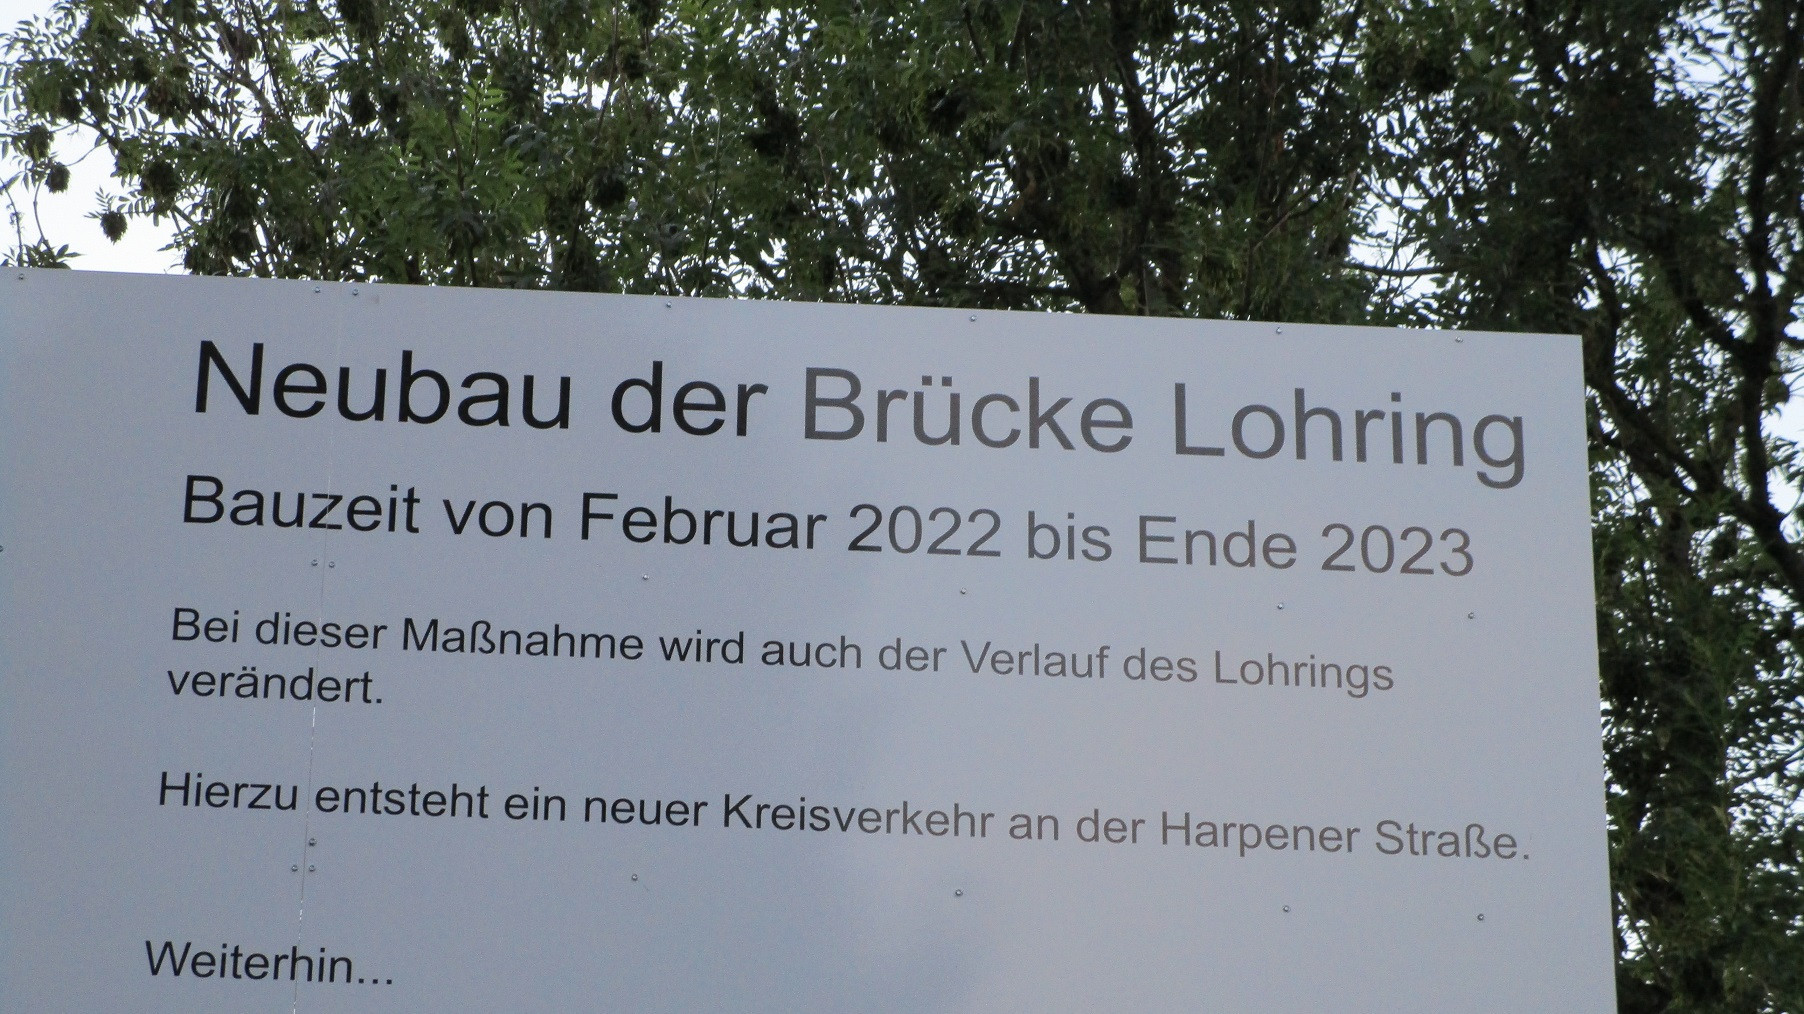 Neubau der Brücke Lohring
Bauzeit von Februar 2022 bis Ende 2023
Bei dieser Maßnahme wird auch der Verlauf des Lohrings
verändert.
Hierzu entsteht ein neuer Kreisverkehr an der Harpener Straße.
Weiterhin...